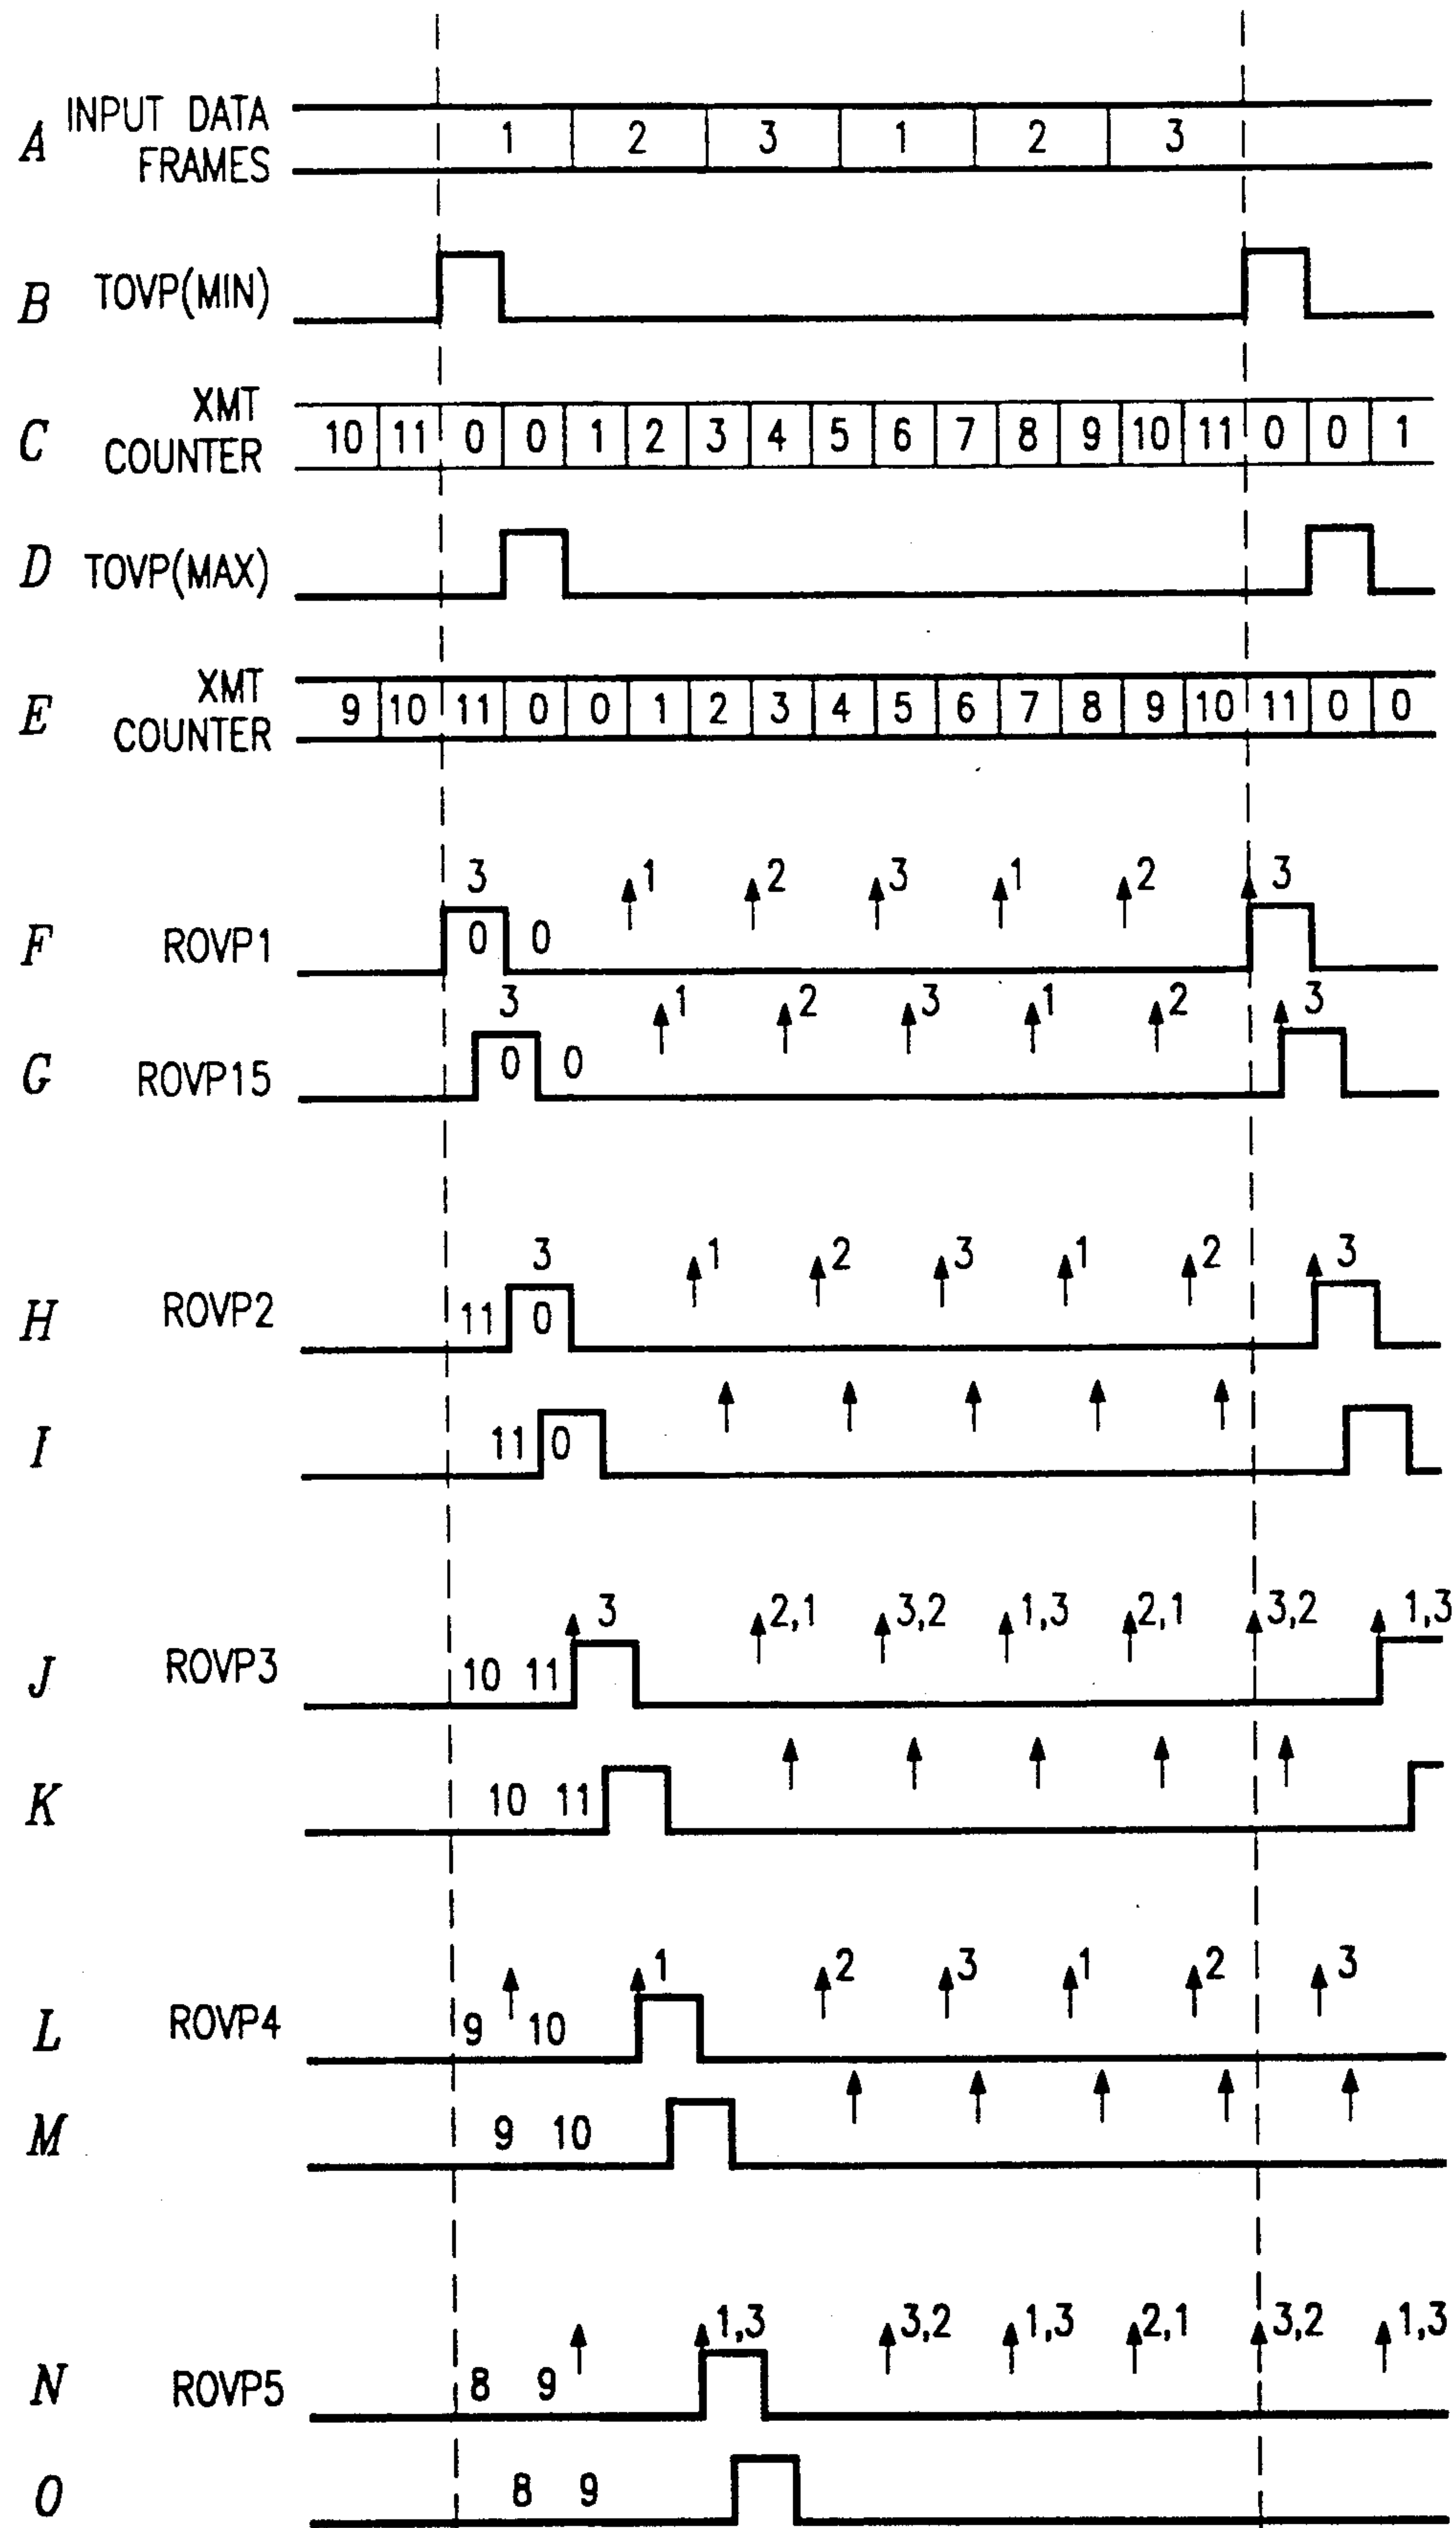 A INPUT DATA FRAMES 1 2 3 1 2 3
B TOVP(MIN)
C XMT COUNTER 10 11 0 0 1 2 3 4 5 6 7 8 9 10 11 0 0 1
D TOVP(MAX)
E XMT COUNTER 9 10 11 0 0 1 2 3 4 5 6 7 8 9 10 11 0 0
3 1 2 3 1 2 3
F ROVP1 0 0
3 1 2 3 1 2 3
G ROVP15 0 0
3 1 2 3 1 2 3
H ROVP2 11 0
I 11 0
3 2,1 3,2 1,3 2,1 3,2 1,3
J ROVP3 10 11
K 10 11
1 2 3 1 2 3
L ROVP4 9 10
M 9 10
1,3 3,2 1,3 2,1 3,2 1,3
N ROVP5 8 9
O 8 9